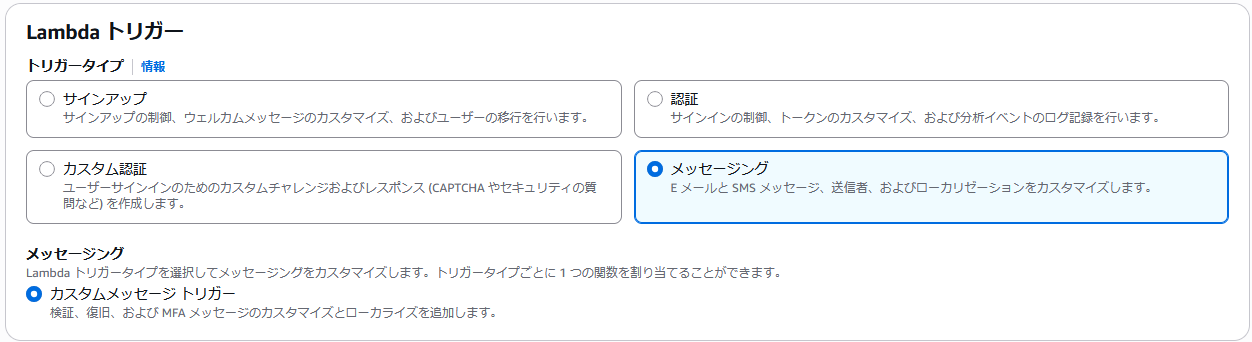 Lambda トリガー
トリガータイプ 情報
サインアップ
サインアップの制御、ウェルカムメッセージのカスタマイズ、およびユーザーの移行を行います。
認証
サインインの制御、トークンのカスタマイズ、および分析イベントのログ記録を行います。
カスタム認証
ユーザーサインインのためのカスタムチャレンジおよびレスポンス (CAPTCHA やセキュリティの質
問など) を作成します。
メッセージング
E メールと SMS メッセージ、送信者、およびローカリゼーションをカスタマイズします。
メッセージング
Lambda トリガータイプを選択してメッセージングをカスタマイズします。トリガータイプごとに 1 つの関数を割り当てることができます。
カスタムメッセージ トリガー
検証、復旧、および MFA メッセージのカスタマイズとローカライズを追加します。